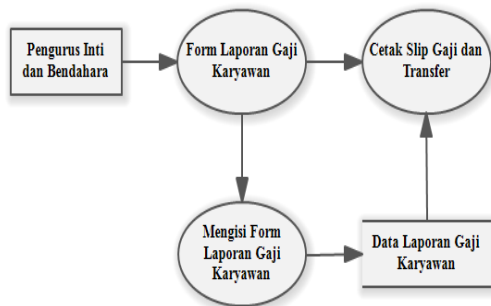 Pengurus Inti
dan Bendahara
Form Laporan Gaji
Karyawan
Cetak Slip Gaji dan
Transfer
Mengisi Form
Laporan Gaji
Karyawan
Data Laporan Gaji
Karyawan